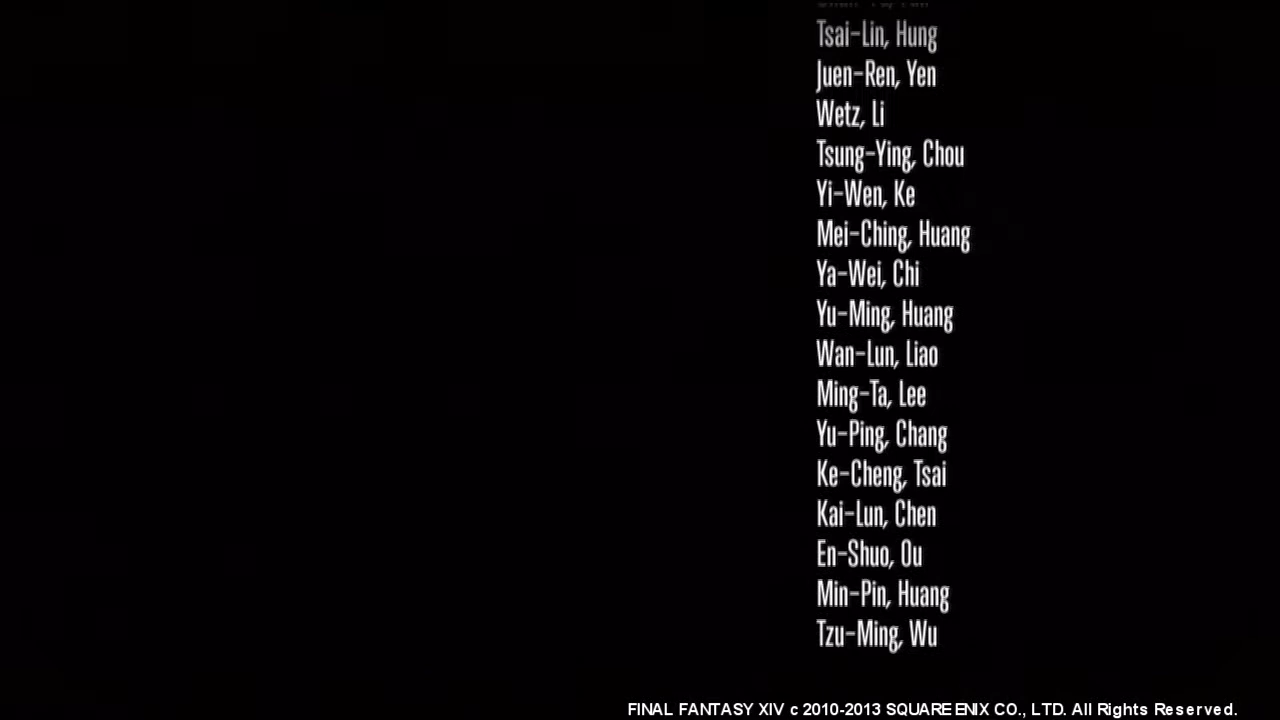 Tsai-Lin, Hung
Juen-Ren, Yen
Wetz, Li
Tsung-Ying, Chou
Yi-Wen, Ke
Mei-Ching, Huang
Ya-Wei, Chi
Yu-Ming, Huang
Wan-Lun, Liao
Ming-Ta, Lee
Yu-Ping, Chang
Ke-Cheng, Tsai
Kai-Lun, Chen
En-Shuo, Ou
Min-Pin, Huang
Tzu-Ming, Wu
FINAL FANTASY XIV c 2010-2013 SQUARE ENIX CO., LTD. All Rights Reserved.